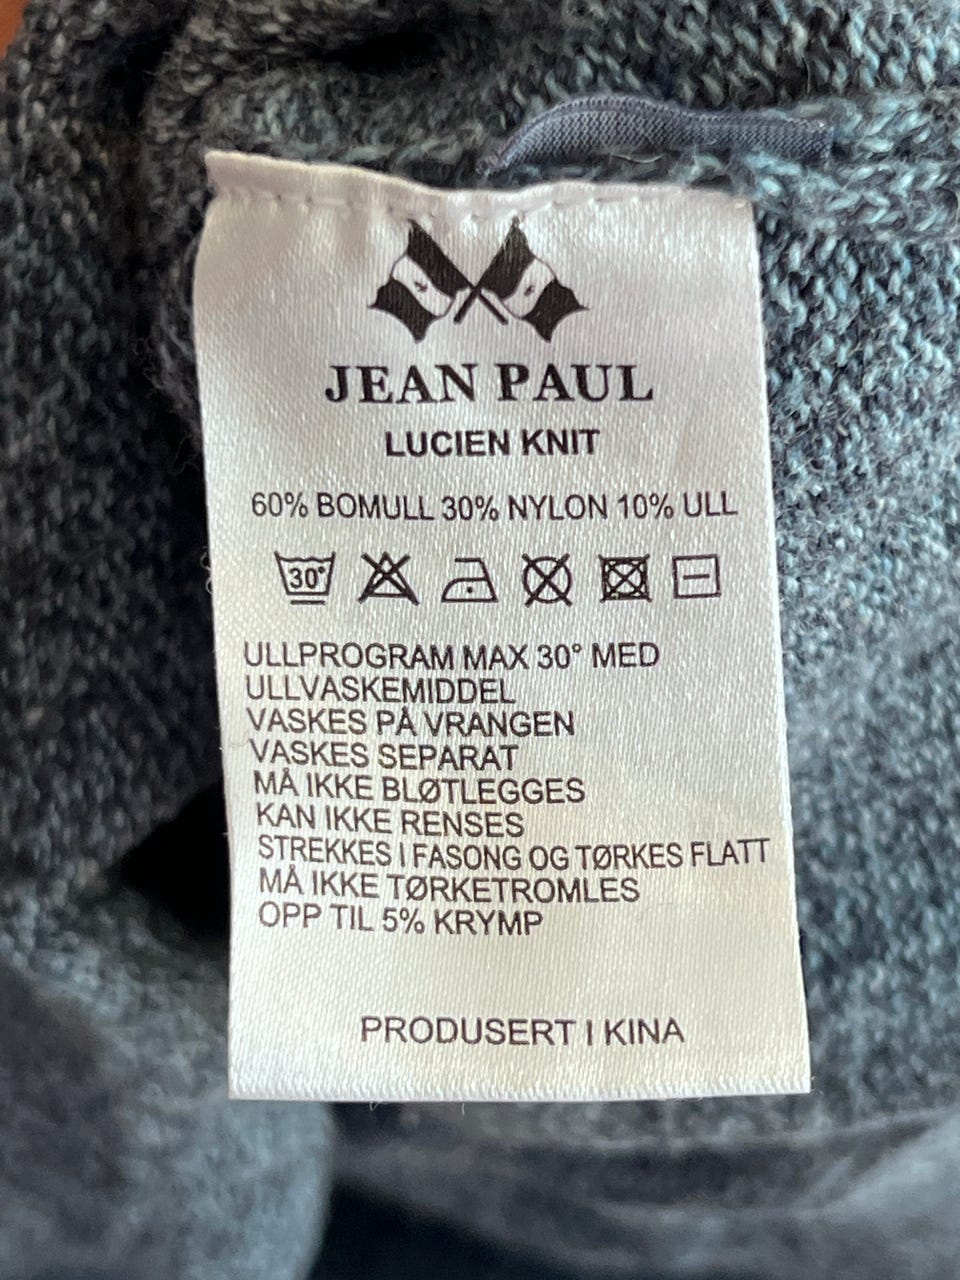 JEAN PAUL
LUCIEN KNIT
60% BOMULL 30% NYLON 10% ULL
30°
ULLPROGRAM MAX 30° MED
ULLVASKEMIDDEL
VASKES PÅ VRANGEN
VASKES SEPARAT
MÅ IKKE BLØTLEGGES
KAN IKKE RENSES
STREKKES I FASONG OG TØRKES FLATT
MÅ IKKE TØRKETROMLES
OPP TIL 5% KRYMP
PRODUSERT I KINA